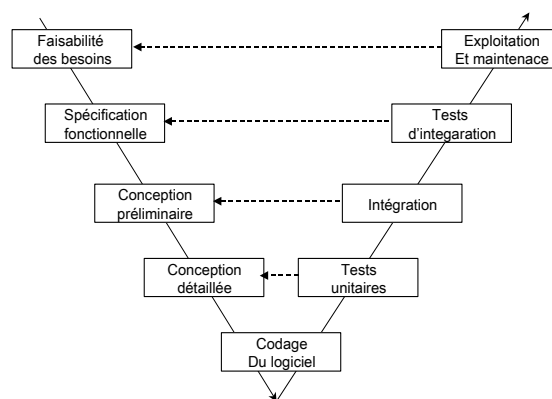 Faisabilité
des besoins
Exploitation
Et maintenace
Spécification
fonctionnelle
Tests
d'integaration
Conception
préliminaire
Intégration
Conception
détaillée
Tests
unitaires
Codage
Du logiciel